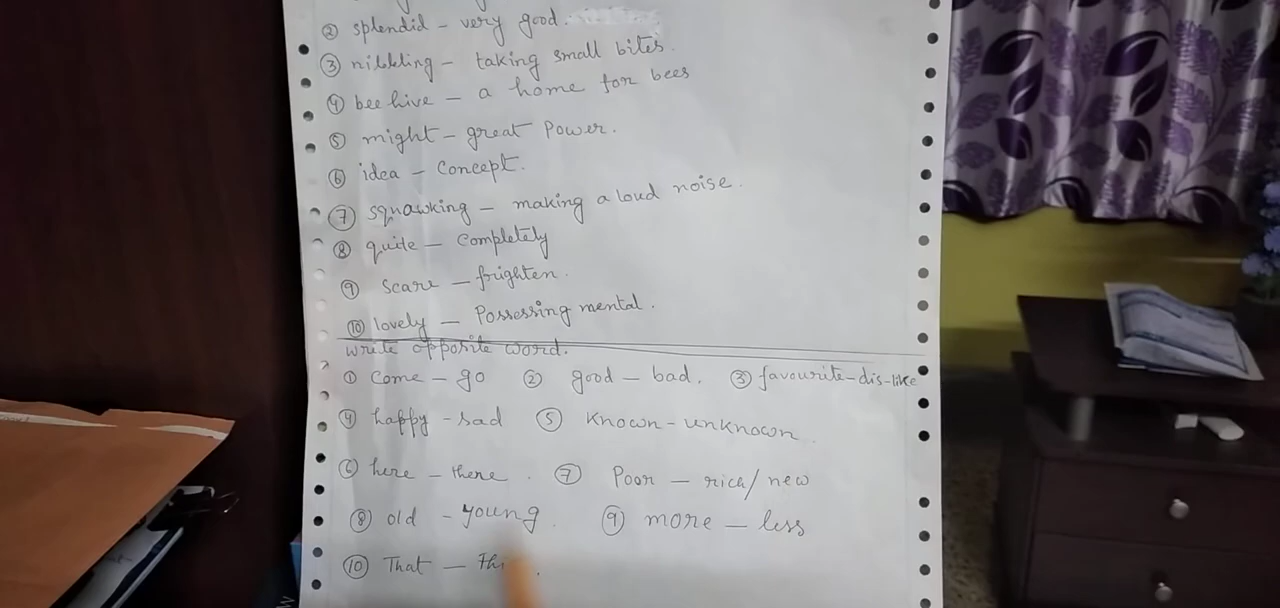 ② splendid – very good.
③ nibbling – taking small bites.
④ bee hive – a home for bees
⑤ might – great Power.
⑥ idea – Concept.
⑦ squawking – making a loud noise.
⑧ quite – Completely
⑨ Scare – frighten.
⑩ lovely – Possessing mental.
write opposite word.
① Come – go ② good – bad. ③ favourite–dis-like
④ happy - sad ⑤ Known - unknown.
⑥ here – there. ⑦ Poor – rich/new
⑧ old - young. ⑨ more – less
⑩ That –